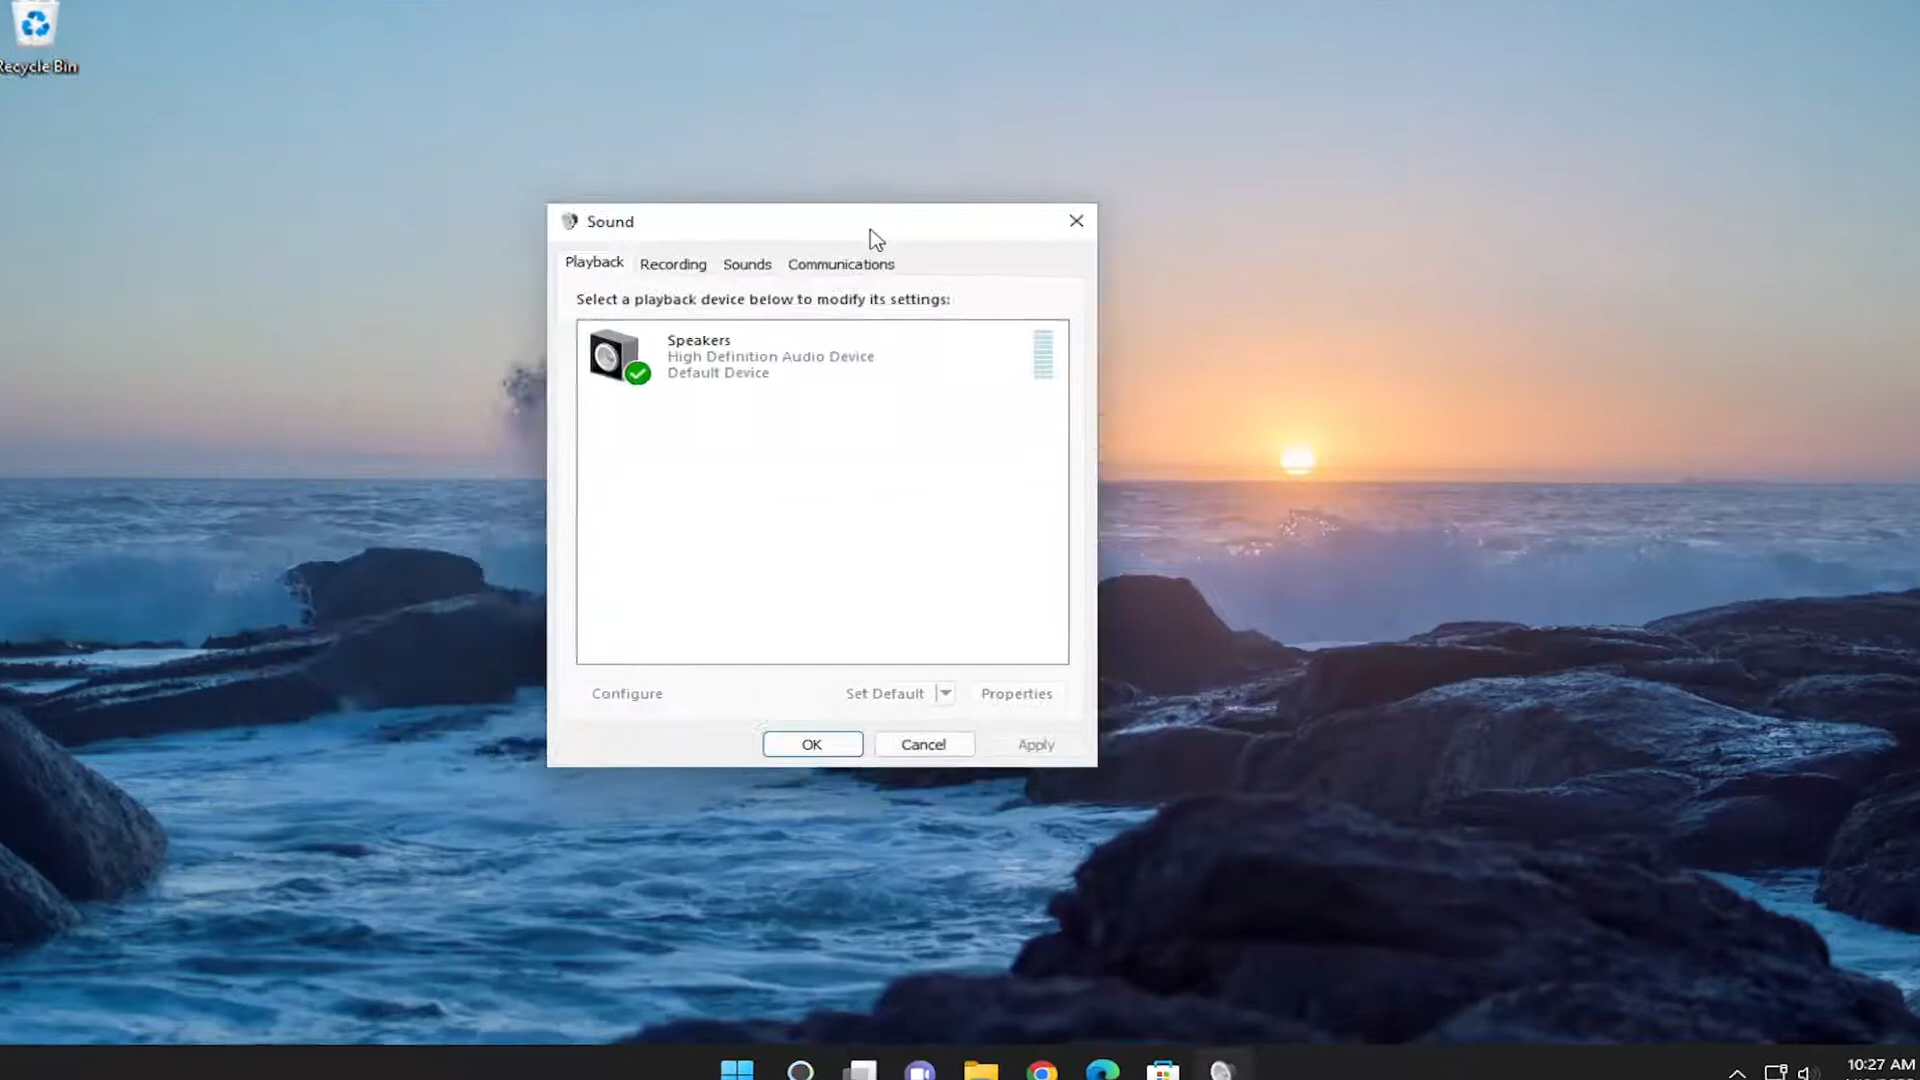 Recycle Bin
Sound
Playback Recording Sounds Communications
Select a playback device below to modify its settings:
Speakers
High Definition Audio Device
Default Device
Configure Set Default Properties
OK Cancel Apply
10:27 AM